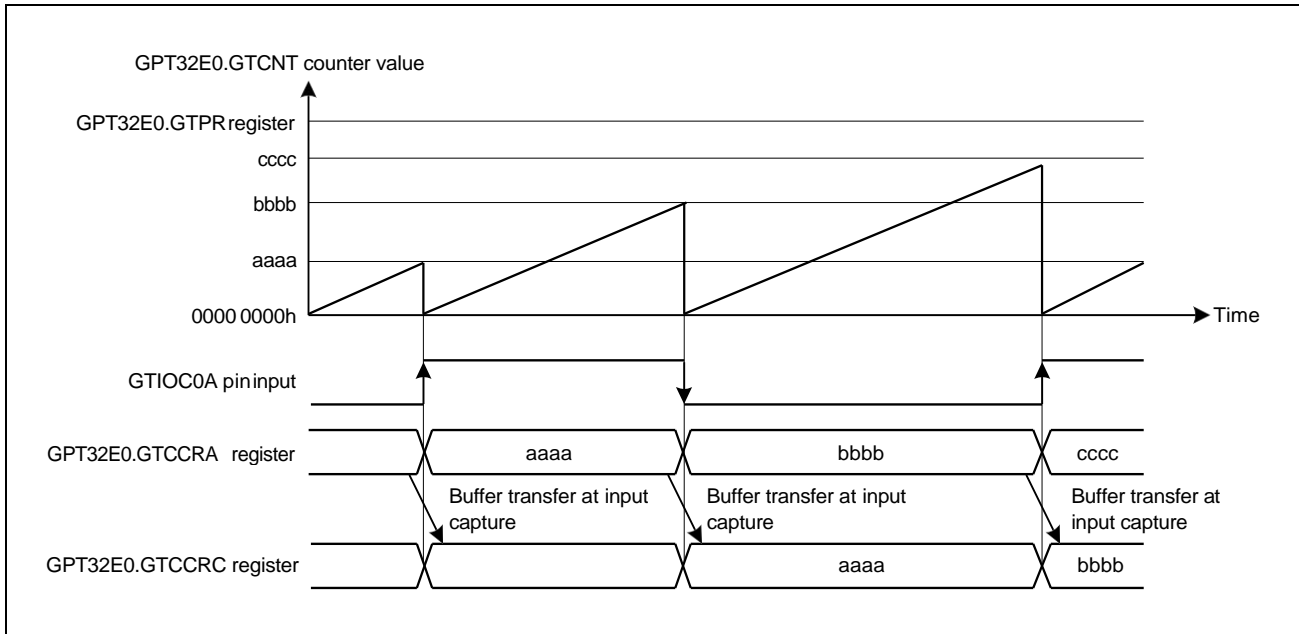 GPT32E0.GTCNT counter value
GPT32E0.GTPR register
cccc
bbbb
aaaa
0000 0000h
Time
GTIOC0A pin input
GPT32E0.GTCCRA register
aaaa
bbbb
cccc
Buffer transfer at input
capture
Buffer transfer at input
capture
Buffer transfer at
input capture
GPT32E0.GTCCRC register
aaaa
bbbb